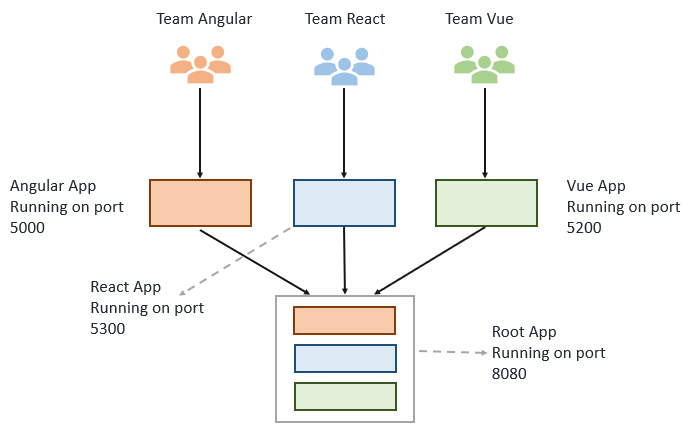 Team Angular
Team React
Team Vue
Angular App
Running on port
5000
Vue App
Running on port
5200
React App
Running on port
5300
Root App
Running on port
8080